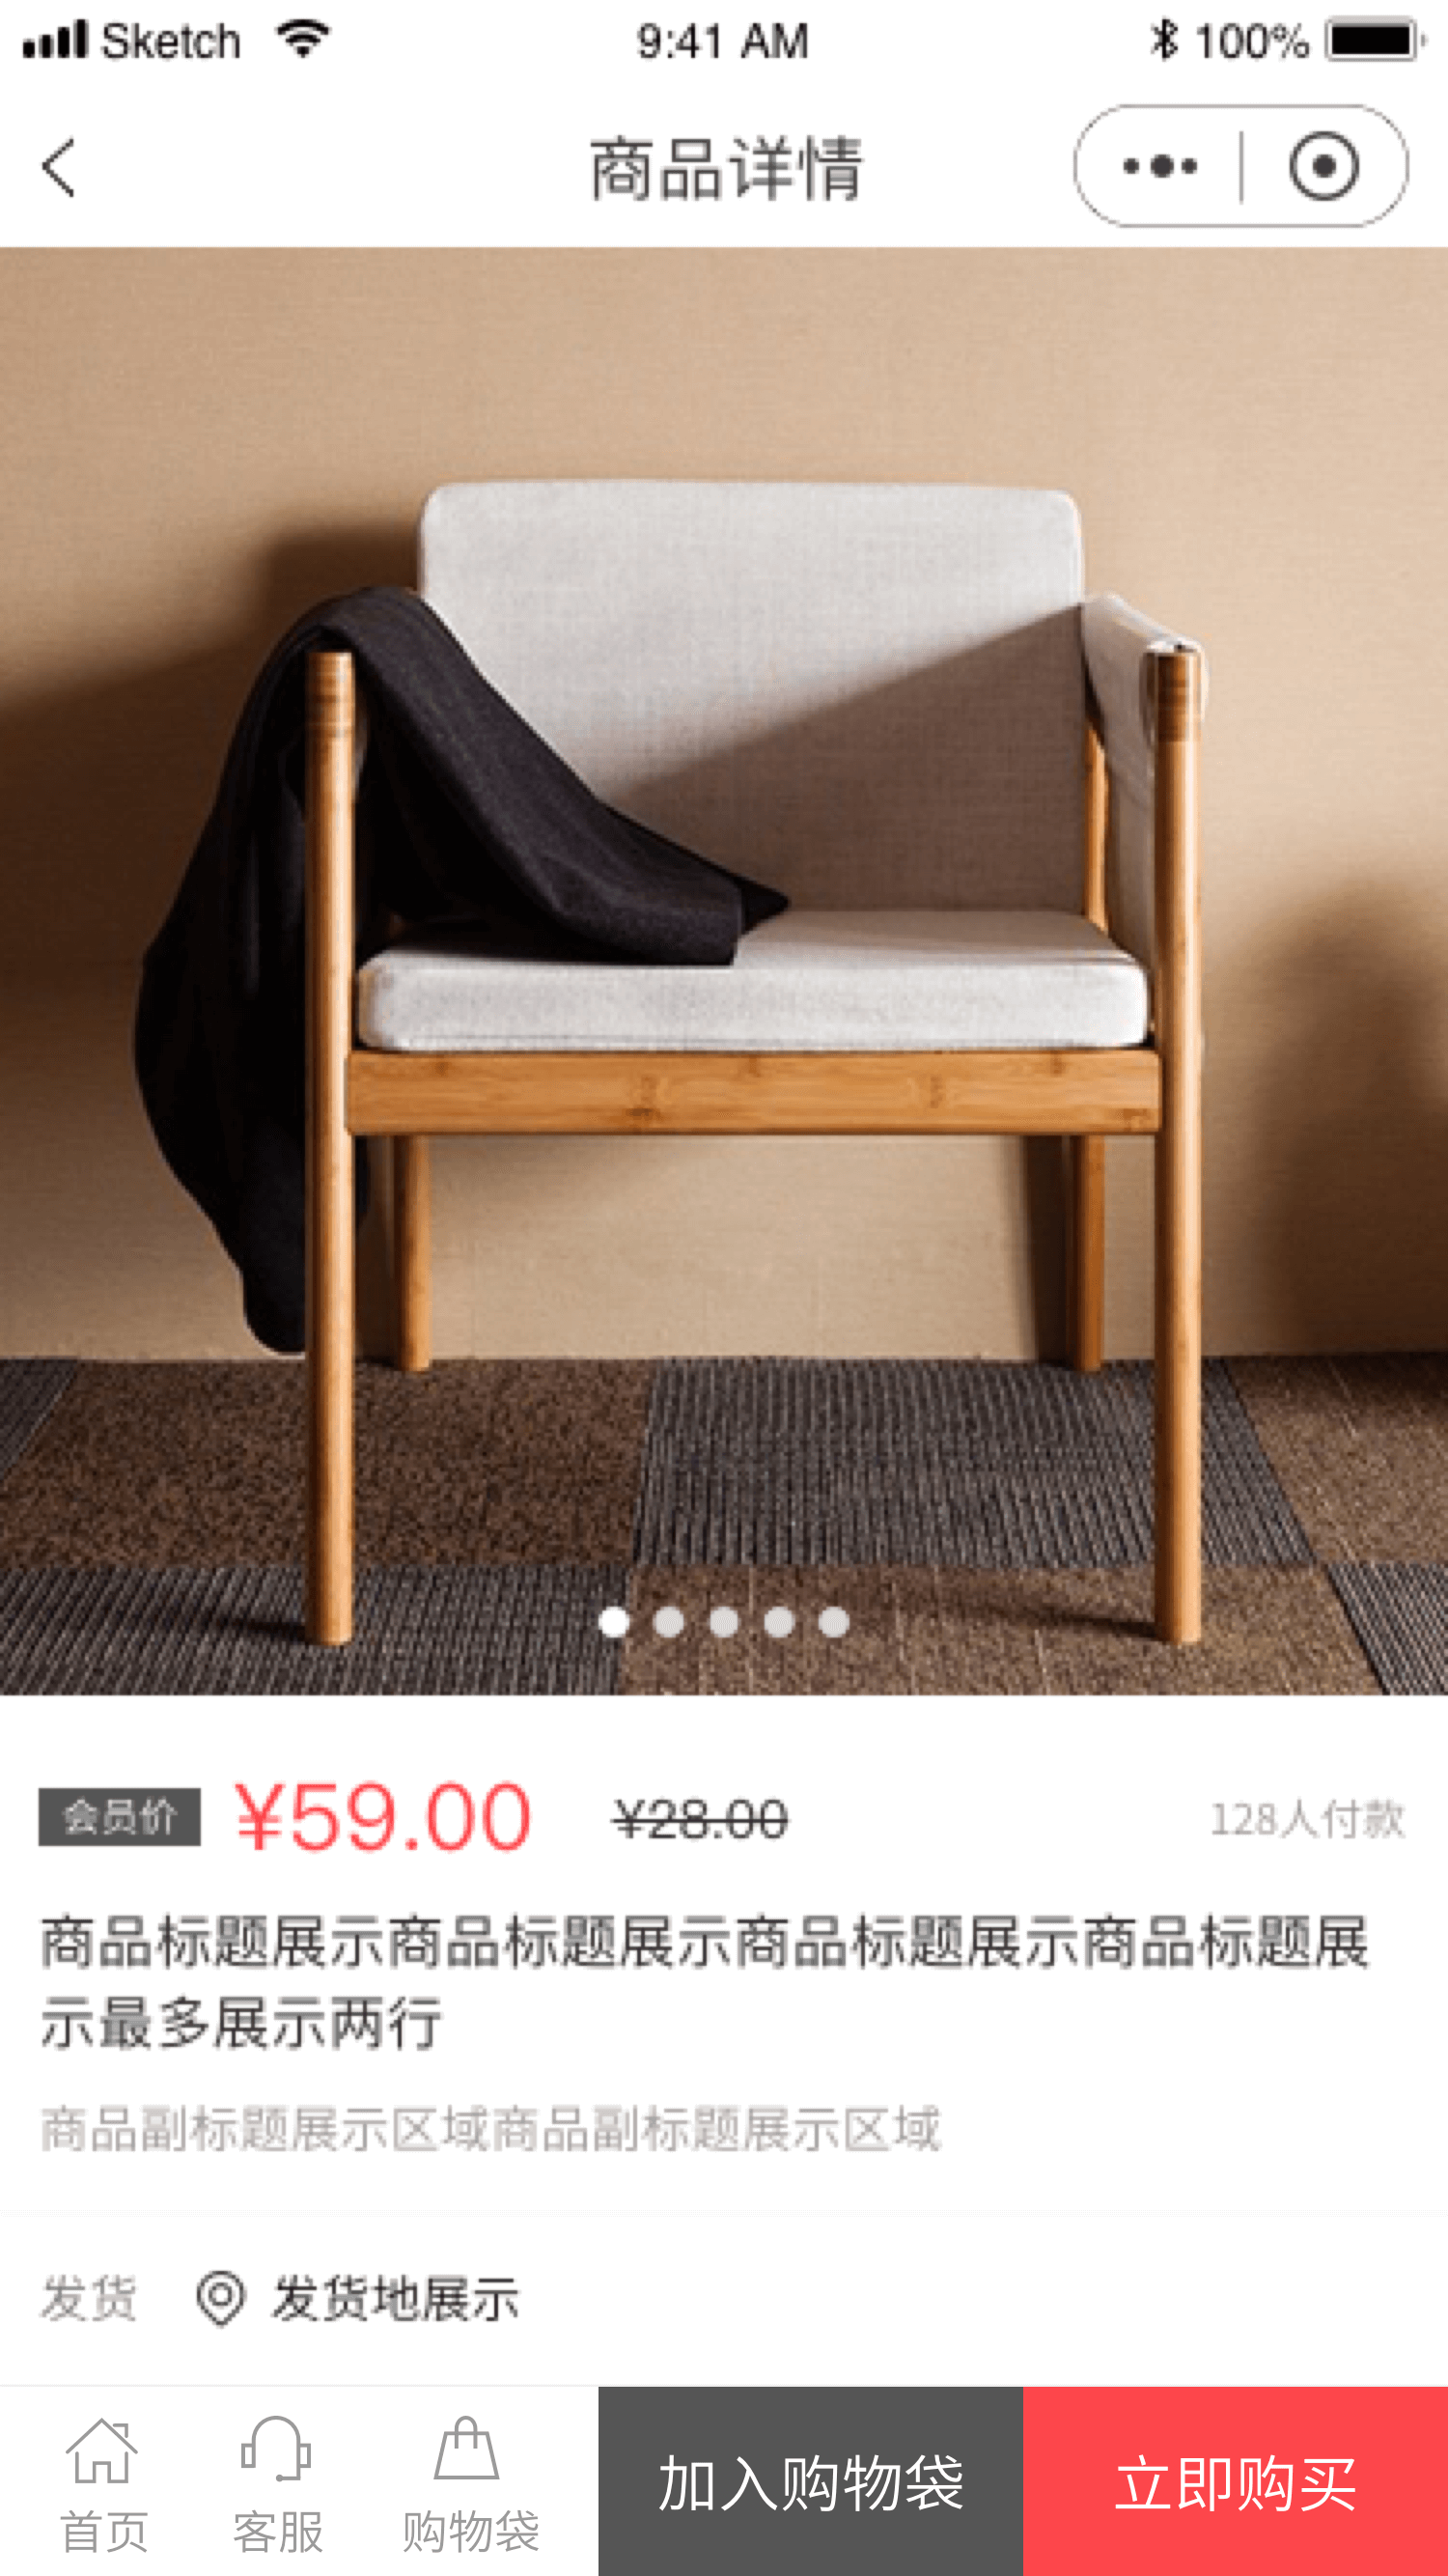 Sketch 9:41 AM 100%
商品详情
会员价 ¥59.00 ¥28.00 128人付款
商品标题展示商品标题展示商品标题展示商品标题展
示最多展示两行
商品副标题展示区域商品副标题展示区域
发货 发货地展示
首页 客服 购物袋 加入购物袋 立即购买